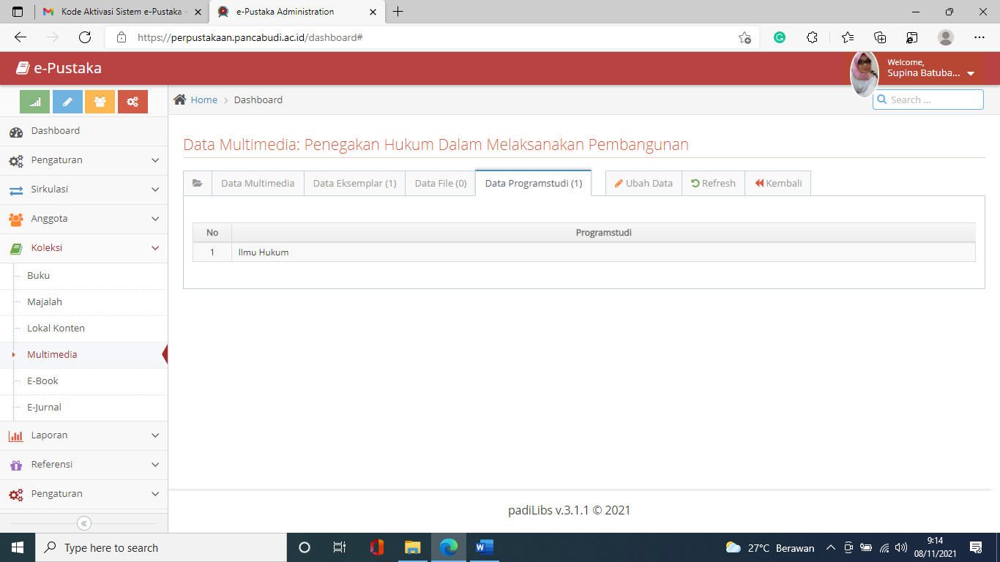 Kode Aktivasi Sistem e-Pustaka -
e-Pustaka Administration
https://perpustakaan.pancabudi.ac.id/dashboard#
e-Pustaka
Welcome,
Supina Batuba...
Home > Dashboard
Search ...
Dashboard
Pengaturan
Sirkulasi
Anggota
Koleksi
Buku
Majalah
Lokal Konten
Multimedia
E-Book
E-Jurnal
Laporan
Referensi
Pengaturan
Data Multimedia: Penegakan Hukum Dalam Melaksanakan Pembangunan
Data Multimedia Data Eksemplar (1) Data File (0) Data Programstudi (1) Ubah Data Refresh Kembali
No Programstudi
1 Ilmu Hukum
padiLibs v.3.1.1 © 2021
Type here to search
27°C Berawan
9:14
08/11/2021